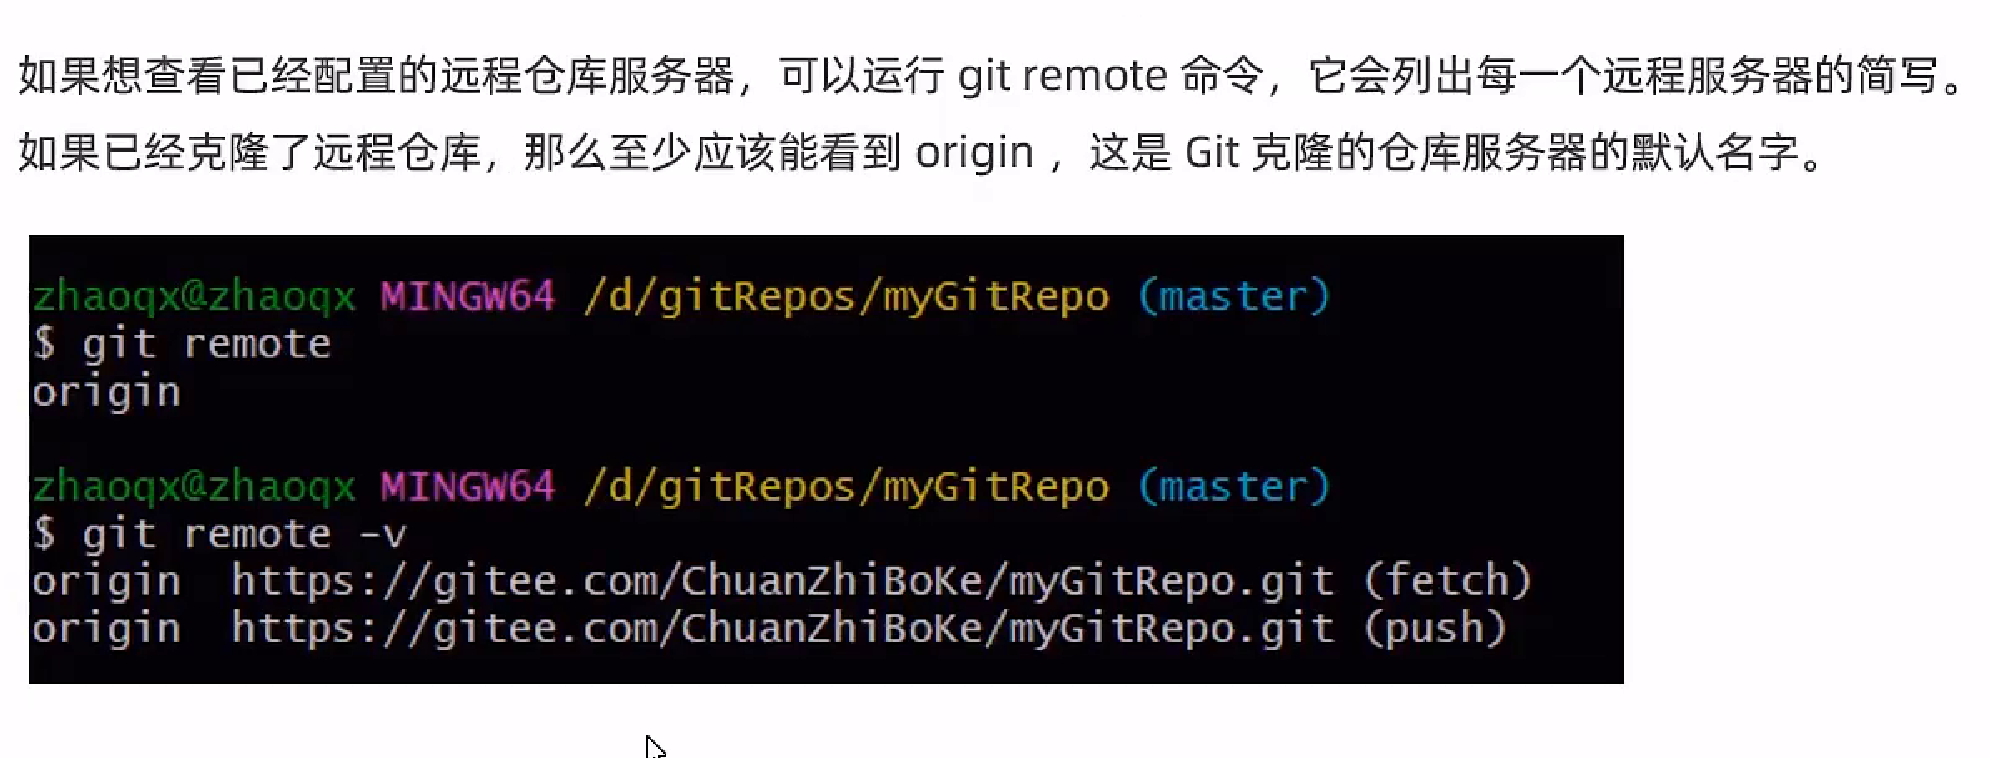 如果想查看已经配置的远程仓库服务器，可以运行 git remote 命令，它会列出每一个远程服务器的简写。
如果已经克隆了远程仓库，那么至少应该能看到 origin ，这是 Git 克隆的仓库服务器的默认名字。
zhaoqx@zhaoqx MINGW64 /d/gitRepos/myGitRepo (master)
$ git remote
origin
zhaoqx@zhaoqx MINGW64 /d/gitRepos/myGitRepo (master)
$ git remote -v
origin  https://gitee.com/ChuanZhiBoKe/myGitRepo.git (fetch)
origin  https://gitee.com/ChuanZhiBoKe/myGitRepo.git (push)